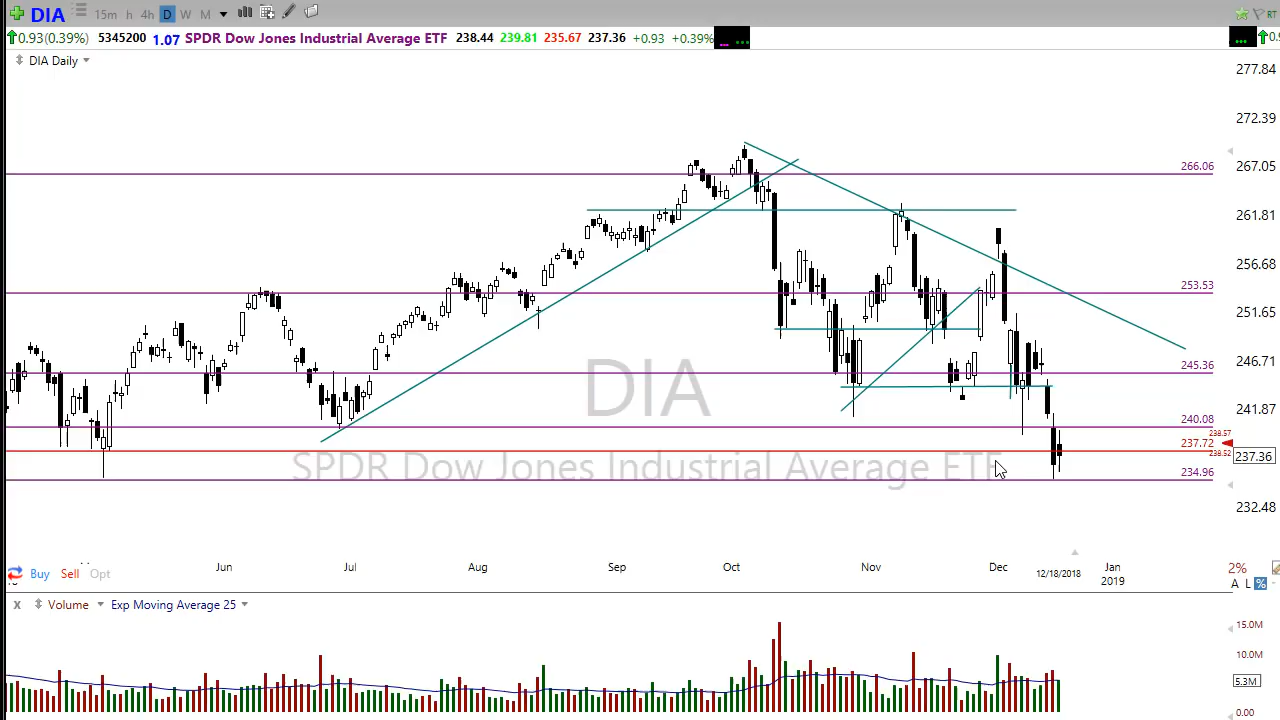 DIA 15m h 4h D W M
RT
0.93(0.39%) 5345200 1.07 SPDR Dow Jones Industrial Average ETF 238.44 239.81 235.67 237.36 +0.93 +0.39% ... ...
...
DIA Daily
277.84
272.39
266.06
267.05
261.81
256.68
253.53
251.65
245.36
246.71
240.08
241.87
238.57
237.72
238.52
237.36
234.96
232.48
DIA
SPDR Dow Jones Industrial Average ETF
Buy Sell Opt
Jun Jul Aug Sep Oct Nov Dec 12/18/2018 Jan
2019
2%
A L %
x Volume Exp Moving Average 25
15.0M
10.0M
5.3M
0.00